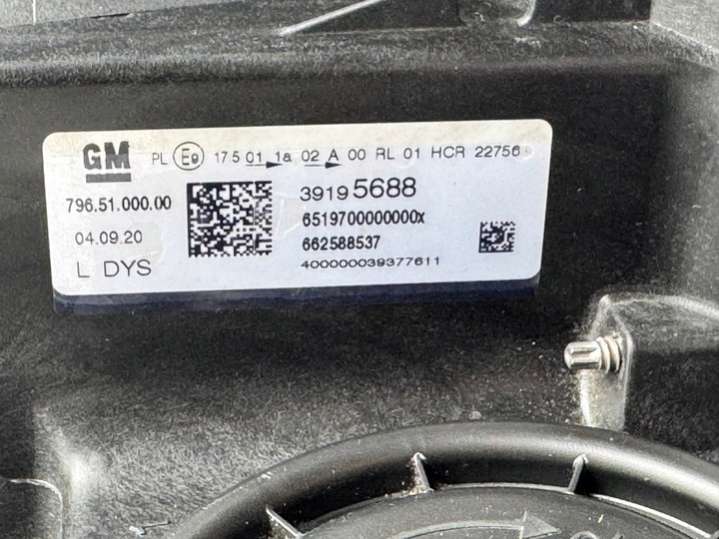 GM PL E9 17.5 01 1a 02 A 00 RL 01 HCR 22756
796.51.000.00
39195688
6519700000000x
04.09.20
662588537
L DYS
400000039377611